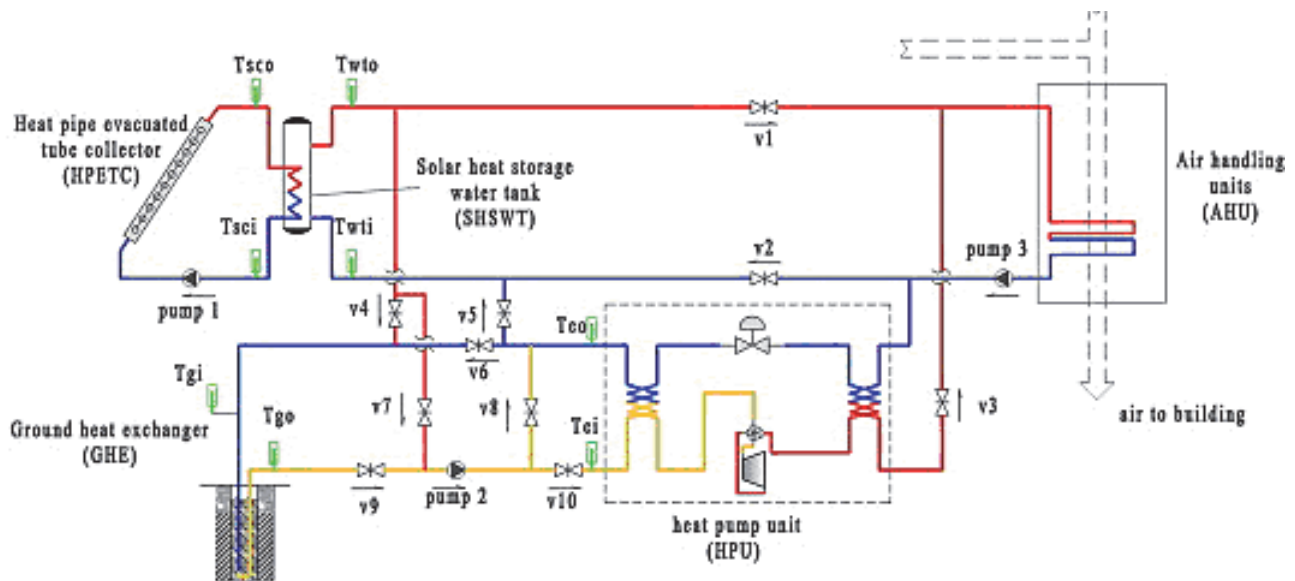 Tsco
Twto
Heat pipe evacuated
tube collector
(HPETC)
v1
Solar heat storage
water tank
(SHSWT)
Air handling
units
(AHU)
Tsci
Twti
v2
pump 3
pump 1
v4
v5
Tco
v6
Tgi
v7
v8
v3
air to building
Tgo
Tci
Ground heat exchanger
(GHE)
v9
pump 2
v10
heat pump unit
(HPU)